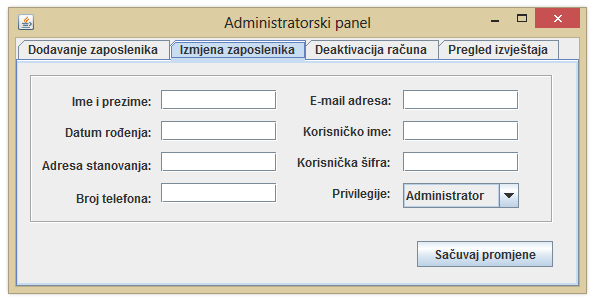 Administratorski panel
Dodavanje zaposlenika Izmjena zaposlenika Deaktivacija računa Pregled izvještaja
Ime i prezime: E-mail adresa:
Datum rođenja: Korisničko ime:
Adresa stanovanja: Korisnička šifra:
Broj telefona: Privilegije: Administrator
Sačuvaj promjene